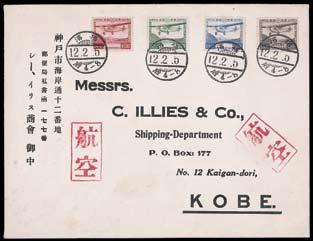 神戸市海岸通十二番地
郵便局私書函一七七番
シー、イリス商會 御中
12.2.5
12.2.5
12.2.5
12.2.5
Messrs.
C. ILLIES & Co.,
Shipping-Department
P. O. Box: 177
No. 12 Kaigan-dori,
KOBE.
航空
航空